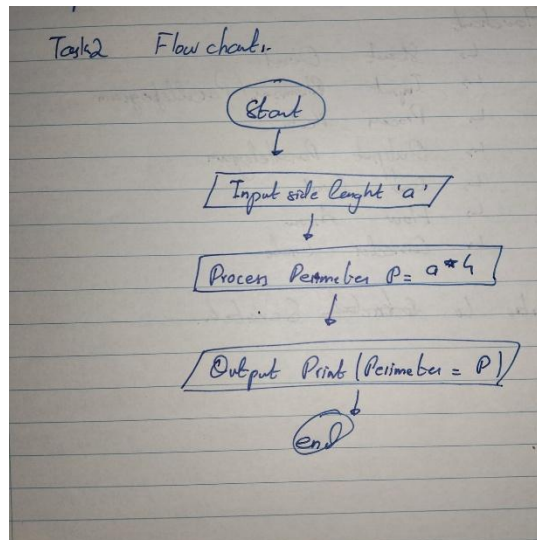 Task2 Flow chart:-
Start
Input side lenght 'a'
Process Perimeter P = a * 4
Output Print (Perimeter = P)
end